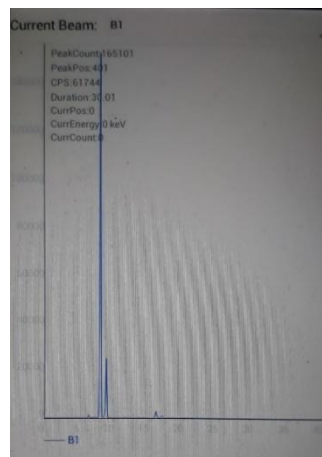 Current Beam: B1
PeakCount:165101
PeakPos:401
CPS:61744
Duration:30.01
CurrPos:0
CurrEnergy:0 keV
CurrCount:0
B1